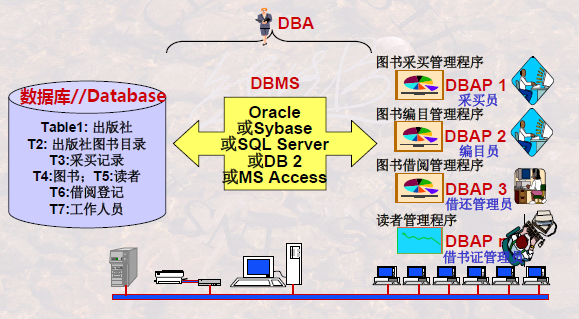 DBA
数据库//Database
Table1: 出版社
T2: 出版社图书目录
T3:采买记录
T4:图书; T5:读者
T6:借阅登记
T7:工作人员
DBMS
Oracle
或Sybase
或SQL Server
或DB 2
或MS Access
图书采买管理程序
DBAP 1
采买员
图书编目管理程序
DBAP 2
编目员
图书借阅管理程序
DBAP 3
借还管理员
读者管理程序
DBAP n
借书证管理员